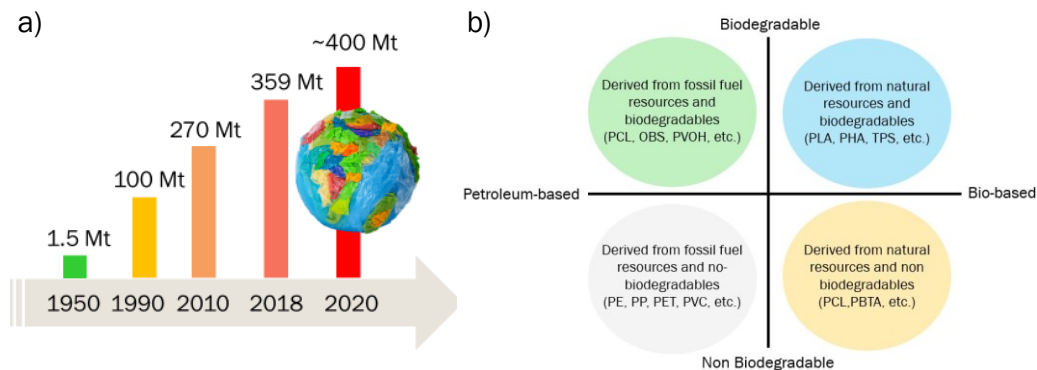 a)
~400 Mt
359 Mt
270 Mt
100 Mt
1.5 Mt
1950
1990
2010
2018
2020
b)
Biodegradable
Derived from fossil fuel
resources and
biodegradables
(PCL, OBS, PVOH, etc.)
Derived from natural
resources and
biodegradables
(PLA, PHA, TPS, etc.)
Petroleum-based
Bio-based
Derived from fossil fuel
resources and no-
biodegradables
(PE, PP, PET, PVC, etc.)
Derived from natural
resources and non
biodegradables
(PCL,PBTA, etc.)
Non Biodegradable